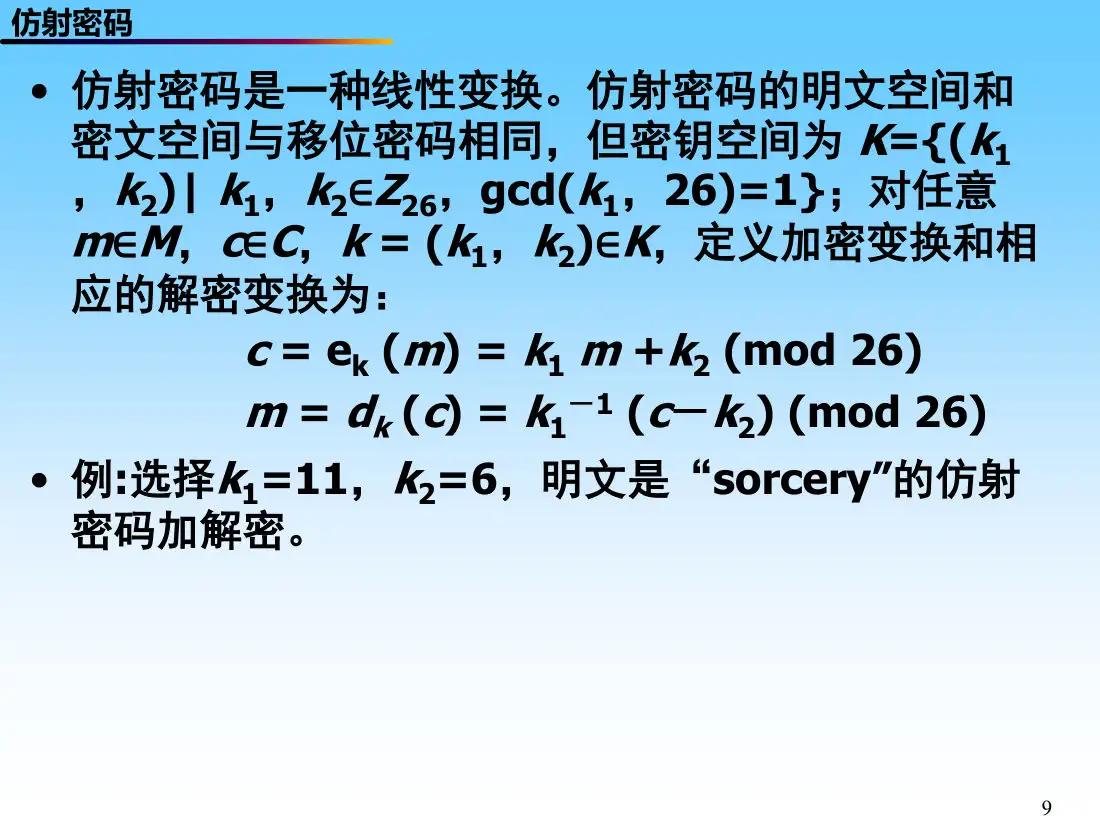 仿射密码
• 仿射密码是一种线性变换。仿射密码的明文空间和
密文空间与移位密码相同，但密钥空间为 K={(k₁
，k₂)| k₁，k₂∈Z₂₆，gcd(k₁，26)=1}；对任意
m∈M，c∈C，k = (k₁，k₂)∈K，定义加密变换和相
应的解密变换为：
c = eₖ (m) = k₁ m +k₂ (mod 26)
m = dₖ (c) = k₁⁻¹ (c－k₂) (mod 26)
• 例:选择k₁=11，k₂=6，明文是“sorcery”的仿射
密码加解密。
9